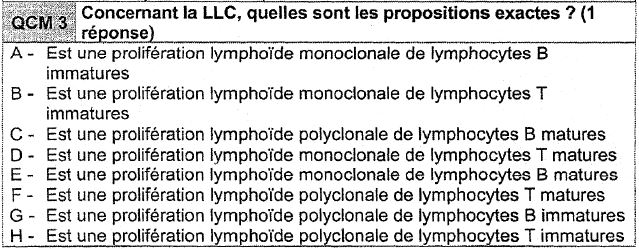 QCM 3 Concernant la LLC, quelles sont les propositions exactes ? (1
réponse)
A - Est une prolifération lymphoïde monoclonale de lymphocytes B
immatures
B - Est une prolifération lymphoïde monoclonale de lymphocytes T
immatures
C - Est une prolifération lymphoïde polyclonale de lymphocytes B matures
D - Est une prolifération lymphoïde monoclonale de lymphocytes T matures
E - Est une prolifération lymphoïde monoclonale de lymphocytes B matures
F - Est une prolifération lymphoïde polyclonale de lymphocytes T matures
G - Est une prolifération lymphoïde polyclonale de lymphocytes B immatures
H - Est une prolifération lymphoïde polyclonale de lymphocytes T immatures